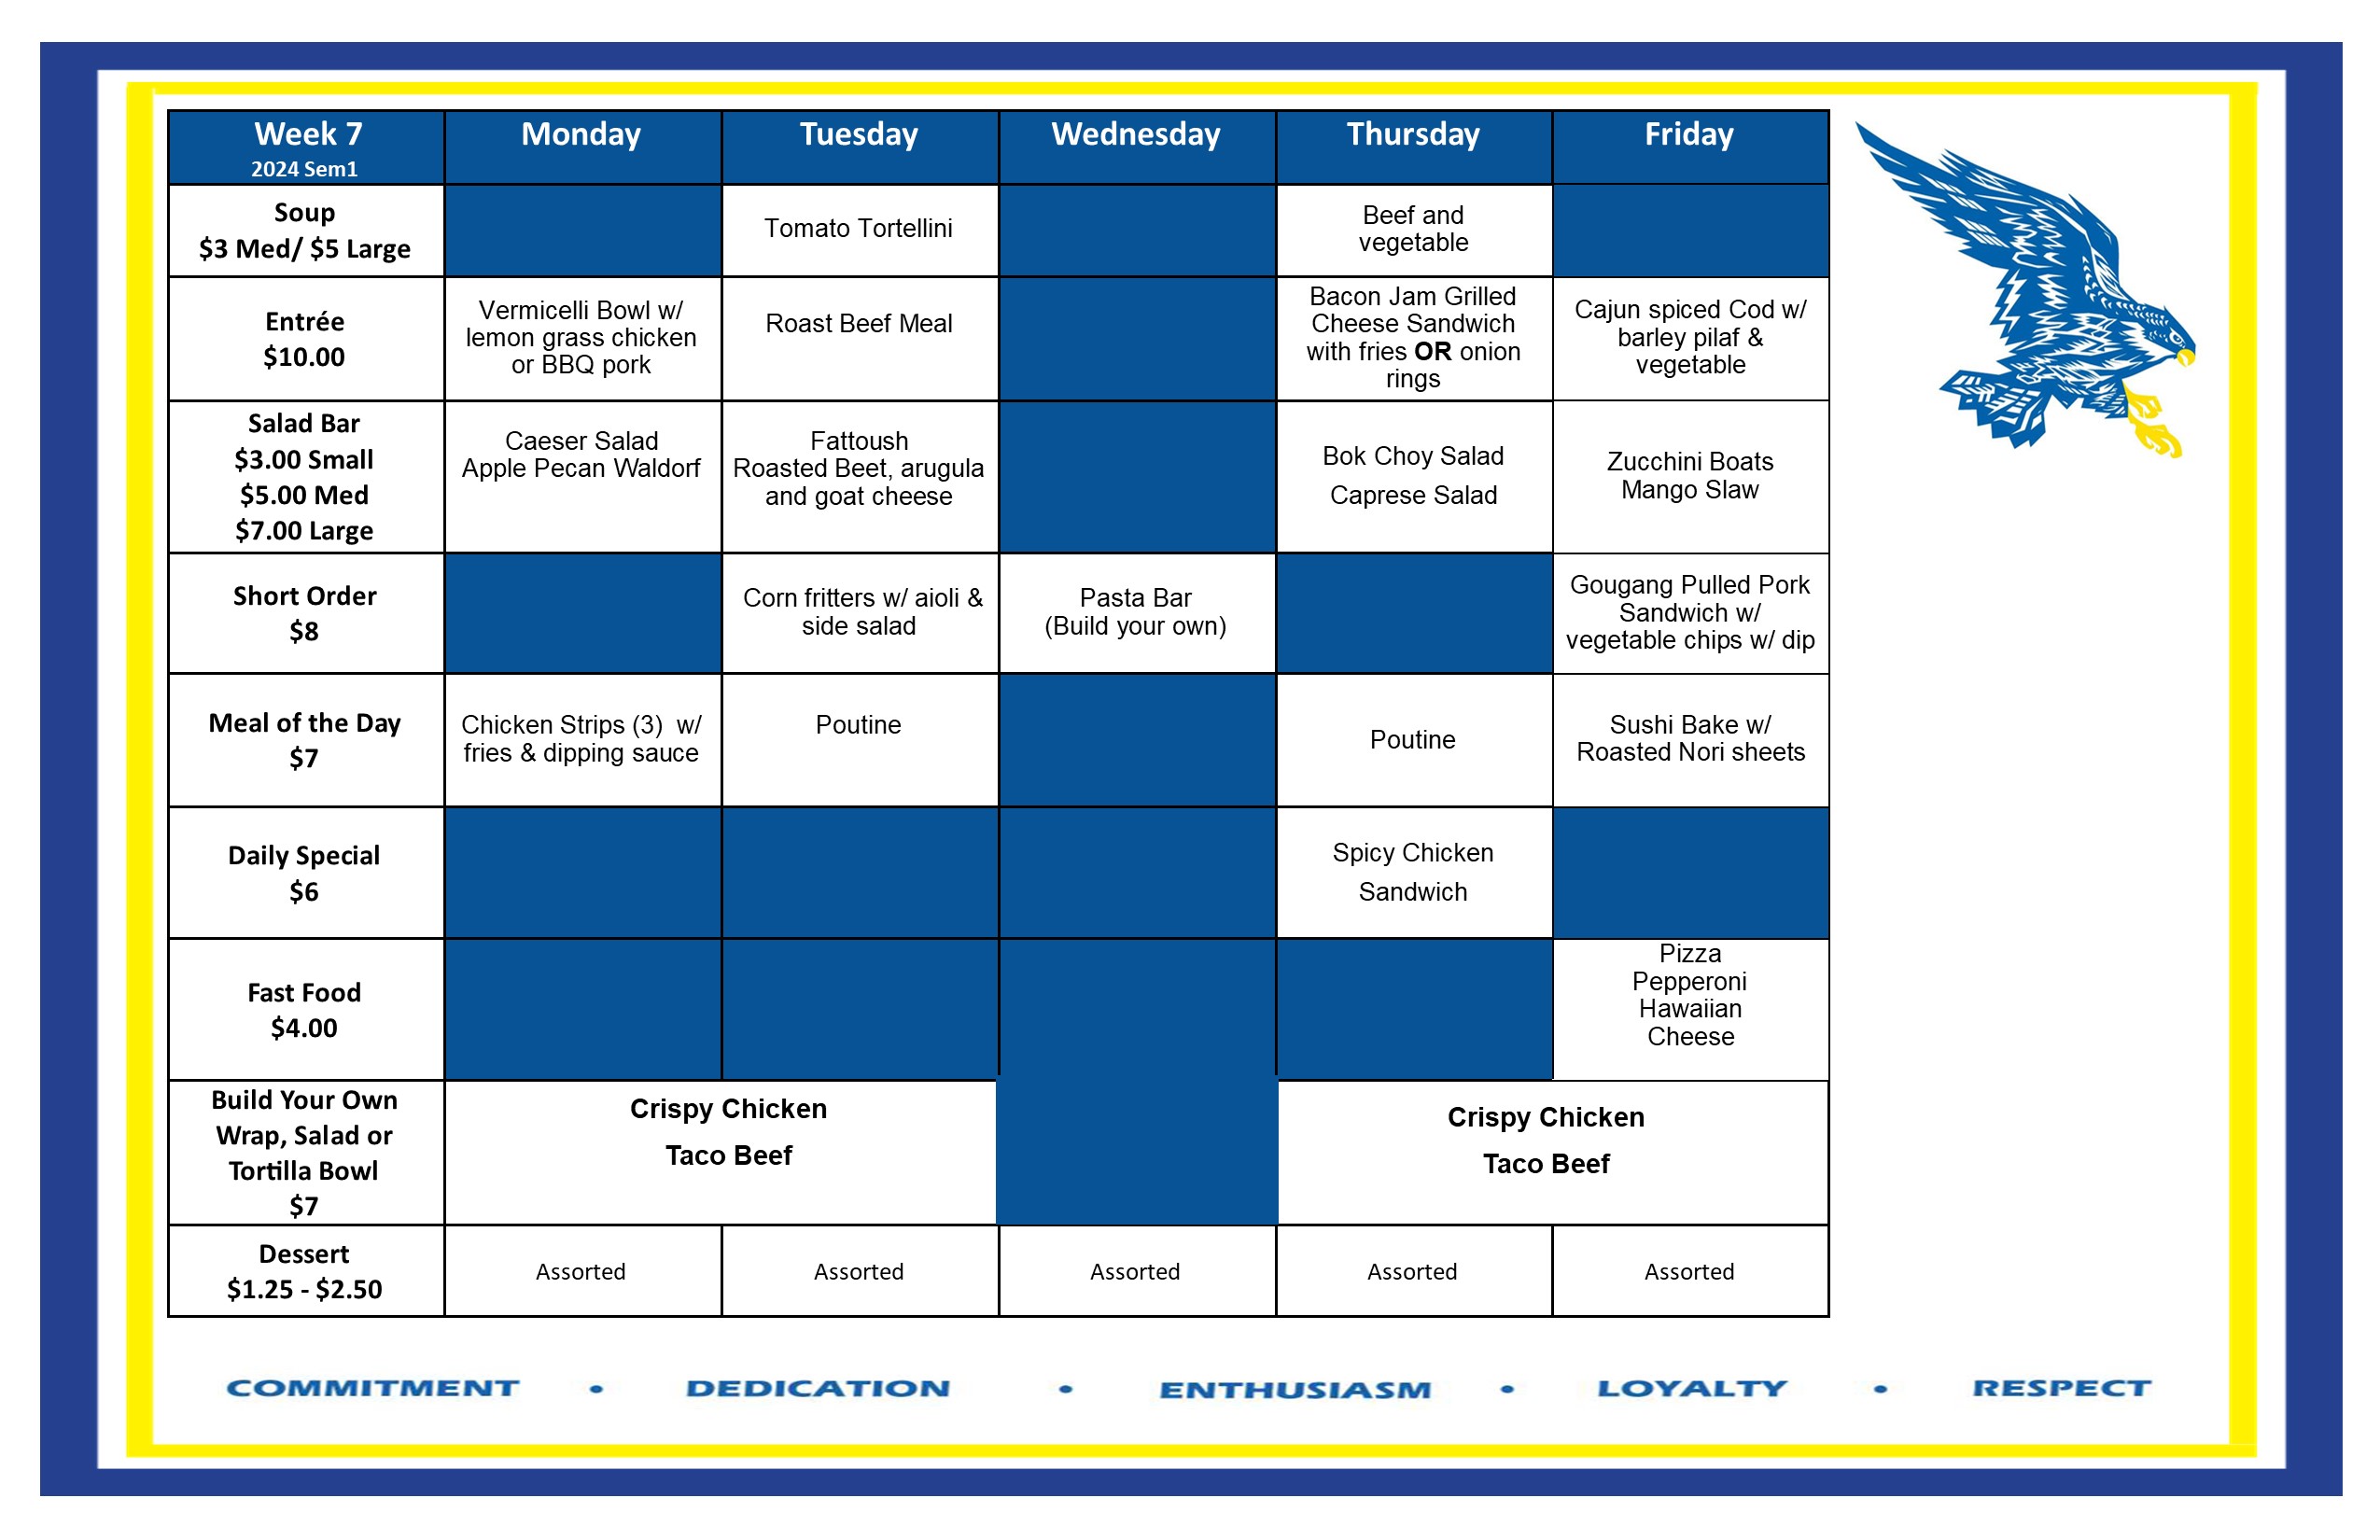 Week 7
2024 Sem1
Monday
Tuesday
Wednesday
Thursday
Friday
Soup
$3 Med/ $5 Large
Tomato Tortellini
Beef and
vegetable
Entrée
$10.00
Vermicelli Bowl w/
lemon grass chicken
or BBQ pork
Roast Beef Meal
Bacon Jam Grilled
Cheese Sandwich
with fries OR onion
rings
Cajun spiced Cod w/
barley pilaf &
vegetable
Salad Bar
$3.00 Small
$5.00 Med
$7.00 Large
Caeser Salad
Apple Pecan Waldorf
Fattoush
Roasted Beet, arugula
and goat cheese
Bok Choy Salad
Caprese Salad
Zucchini Boats
Mango Slaw
Short Order
$8
Corn fritters w/ aioli &
side salad
Pasta Bar
(Build your own)
Gougang Pulled Pork
Sandwich w/
vegetable chips w/ dip
Meal of the Day
$7
Chicken Strips (3) w/
fries & dipping sauce
Poutine
Poutine
Sushi Bake w/
Roasted Nori sheets
Daily Special
$6
Spicy Chicken
Sandwich
Fast Food
$4.00
Pizza
Pepperoni
Hawaiian
Cheese
Build Your Own
Wrap, Salad or
Tortilla Bowl
$7
Crispy Chicken
Taco Beef
Crispy Chicken
Taco Beef
Dessert
$1.25 - $2.50
Assorted
Assorted
Assorted
Assorted
Assorted
COMMITMENT • DEDICATION • ENTHUSIASM • LOYALTY • RESPECT